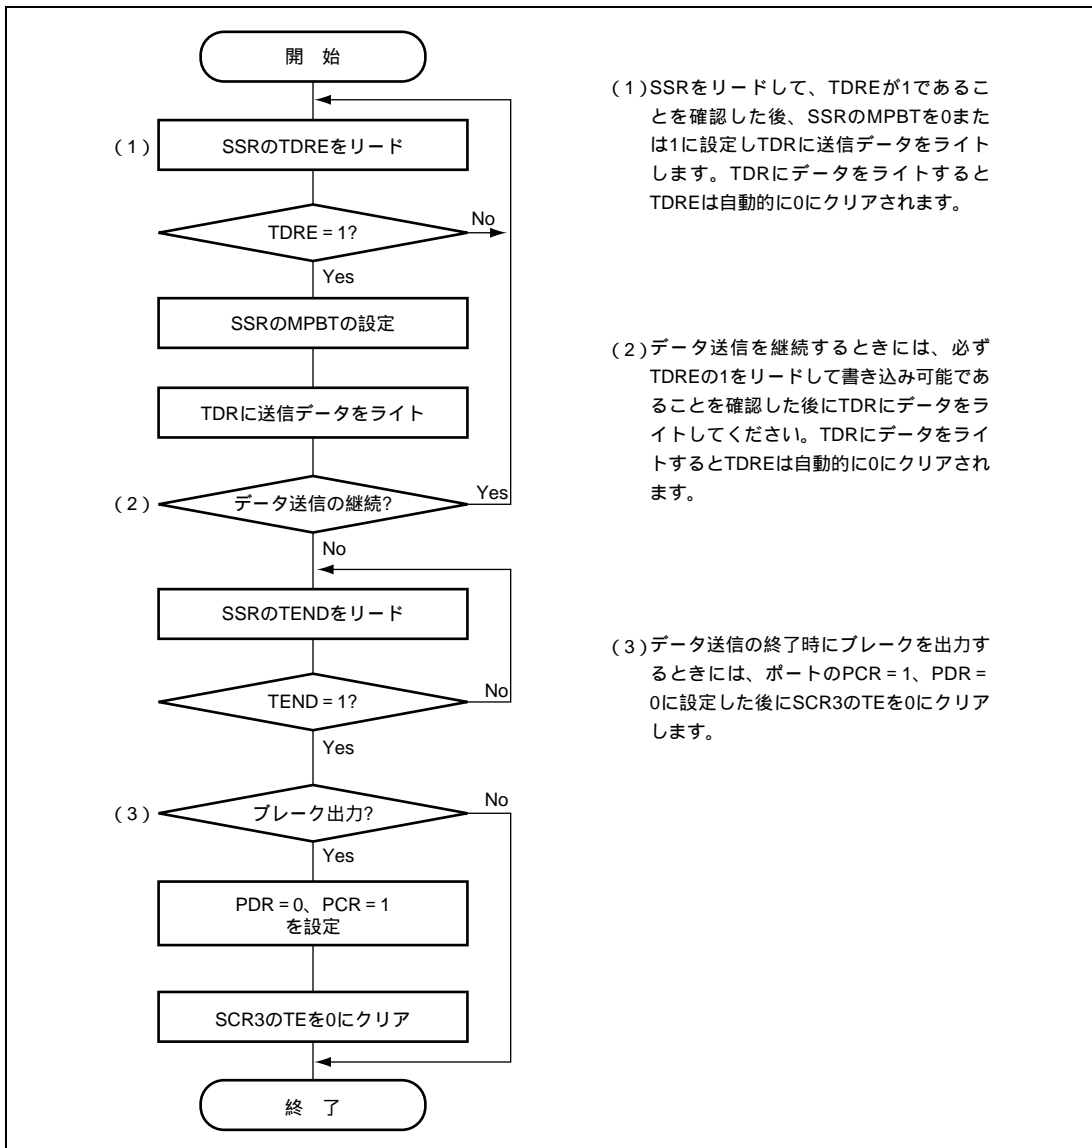 開 始
(1)
SSRのTDREをリード
TDRE = 1?
No
Yes
SSRのMPBTの設定
TDRに送信データをライト
(2)
データ送信の継続?
Yes
No
SSRのTENDをリード
TEND = 1?
No
Yes
(3)
ブレーク出力?
No
Yes
PDR = 0、PCR = 1
を設定
SCR3のTEを0にクリア
終 了
(1)SSRをリードして、TDREが1であるこ
とを確認した後、SSRのMPBTを0また
は1に設定しTDRに送信データをライト
します。TDRにデータをライトすると
TDREは自動的に0にクリアされます。
(2)データ送信を継続するときには、必ず
TDREの1をリードして書き込み可能であ
ることを確認した後にTDRにデータをラ
イトしてください。TDRにデータをライ
トするとTDREは自動的に0にクリアされ
ます。
(3)データ送信の終了時にブレークを出力す
るときには、ポートのPCR = 1、PDR =
0に設定した後にSCR3のTEを0にクリア
します。